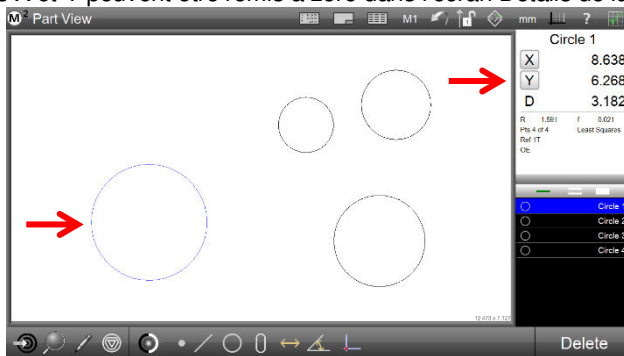 X et Y peuvent être remis à zéro dans l'écran Détails de la
M² Part View M1 mm ?
Circle 1
X 8.638
Y 6.268
D 3.182
R 1.591 f 0.021
Pts 4 of 4 Least Squares
Ref 1T
OE
Circle 1
Circle 2
Circle 3
Circle 4
Delete